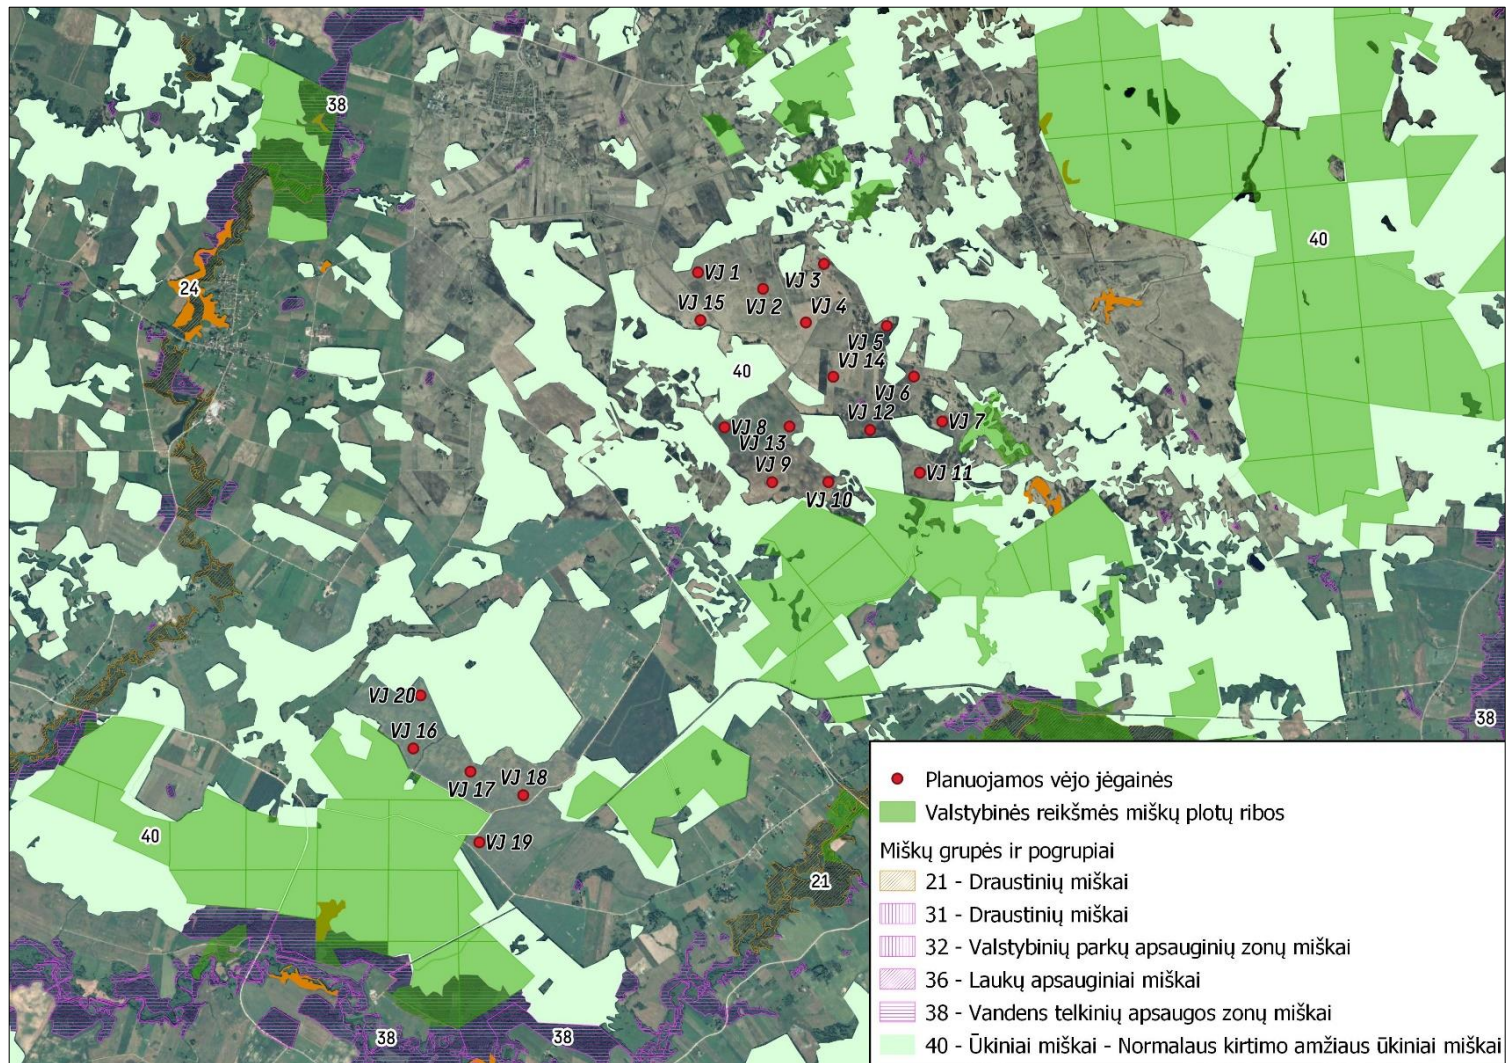 38
24
40
VJ 1
VJ 3
VJ 2
VJ 15
VJ 4
VJ 5
VJ 14
40
VJ 6
VJ 12
VJ 8
VJ 7
VJ 13
VJ 9
VJ 11
VJ 10
VJ 20
38
VJ 16
VJ 17
VJ 18
40
VJ 19
21
38
38
Planuojamos vėjo jėgainės
Valstybinės reikšmės miškų plotų ribos
Miškų grupės ir pogrupiai
21 - Draustinių miškai
31 - Draustinių miškai
32 - Valstybinių parkų apsauginių zonų miškai
36 - Laukų apsauginiai miškai
38 - Vandens telkinių apsaugos zonų miškai
40 - Ūkiniai miškai - Normalaus kirtimo amžiaus ūkiniai miškai